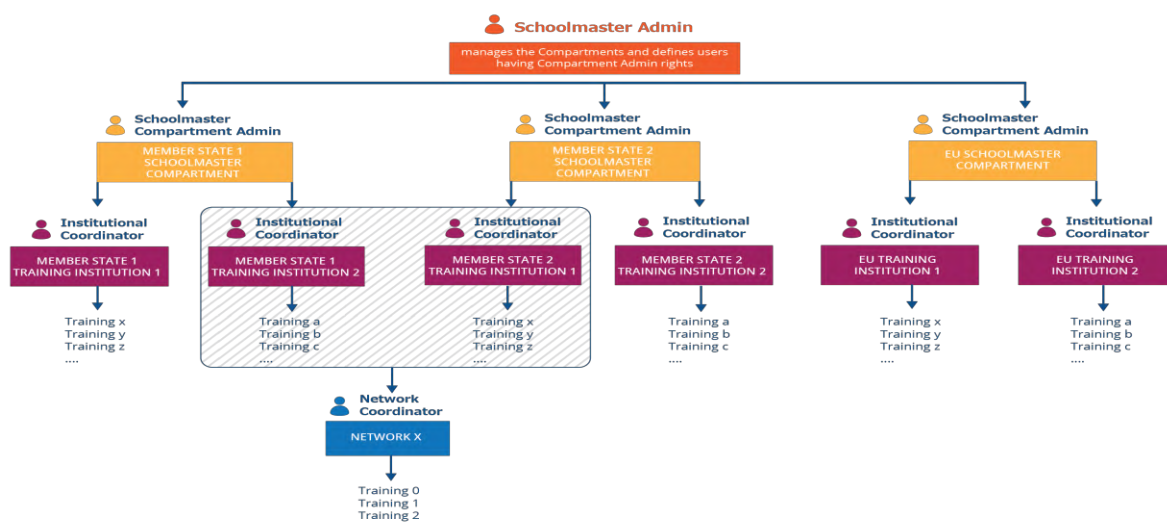 Schoolmaster Admin
manages the Compartments and defines users
having Compartment Admin rights
Schoolmaster
Compartment Admin
MEMBER STATE 1
SCHOOLMASTER
COMPARTMENT
Schoolmaster
Compartment Admin
MEMBER STATE 2
SCHOOLMASTER
COMPARTMENT
Schoolmaster
Compartment Admin
EU SCHOOLMASTER
COMPARTMENT
Institutional
Coordinator
MEMBER STATE 1
TRAINING INSTITUTION 1
Training x
Training y
Training z
....
Institutional
Coordinator
MEMBER STATE 1
TRAINING INSTITUTION 2
Training a
Training b
Training c
....
Institutional
Coordinator
MEMBER STATE 2
TRAINING INSTITUTION 1
Training x
Training y
Training z
....
Institutional
Coordinator
MEMBER STATE 2
TRAINING INSTITUTION 2
Training a
Training b
Training c
....
Institutional
Coordinator
EU TRAINING
INSTITUTION 1
Training x
Training y
Training z
....
Institutional
Coordinator
EU TRAINING
INSTITUTION 2
Training a
Training b
Training c
....
Network
Coordinator
NETWORK X
Training 0
Training 1
Training 2